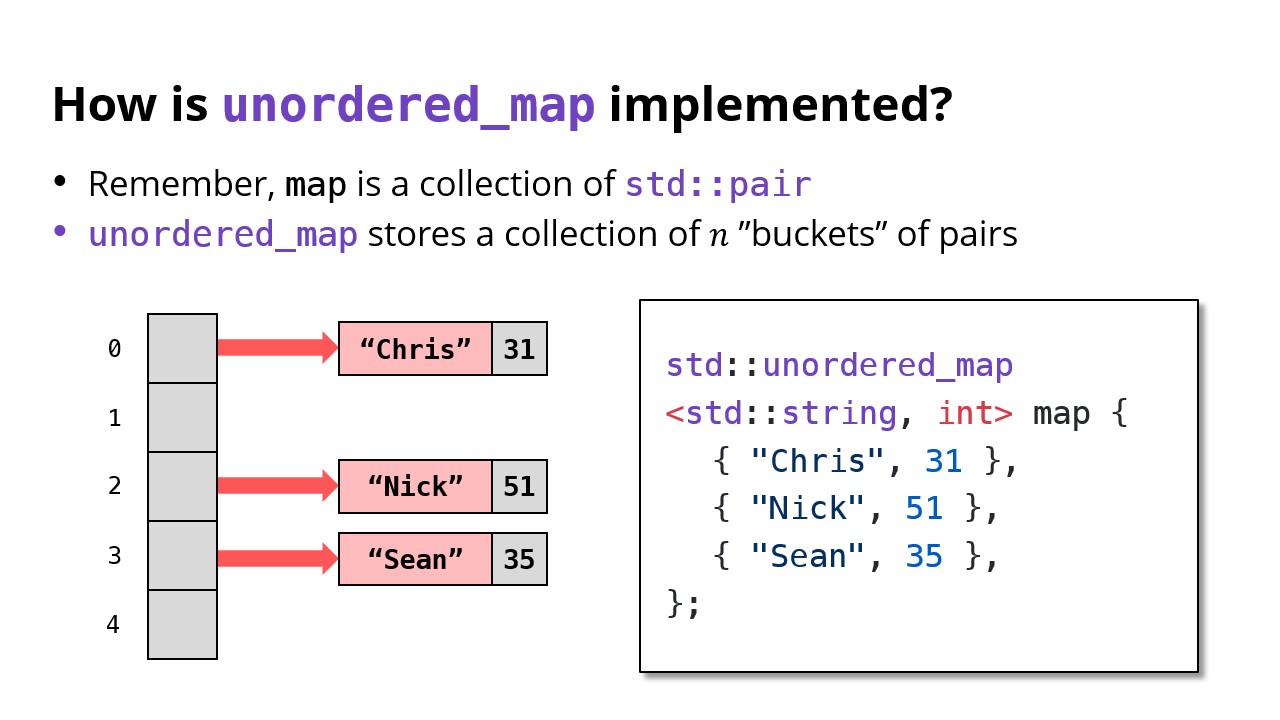 How is unordered_map implemented?
• Remember, map is a collection of std::pair
• unordered_map stores a collection of n ”buckets” of pairs
0
“Chris” 31
1
2
“Nick” 51
3
“Sean” 35
4
std::unordered_map
<std::string, int> map {
{ "Chris", 31 },
{ "Nick", 51 },
{ "Sean", 35 },
};